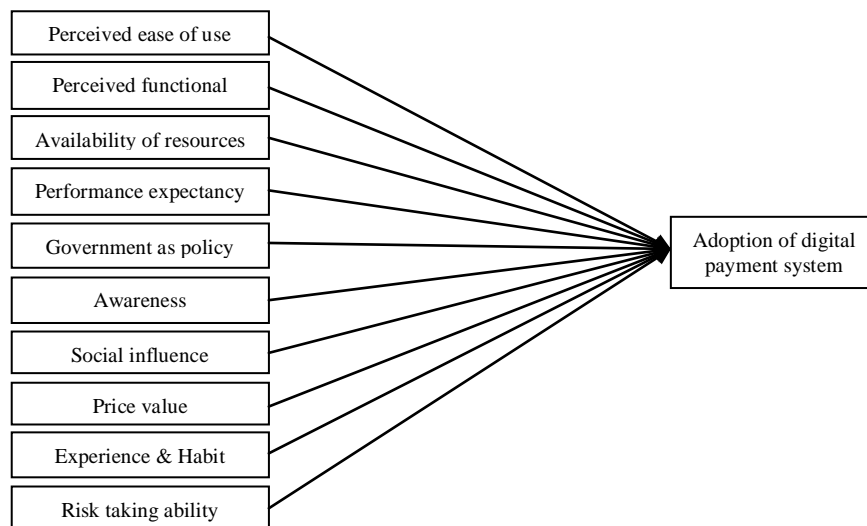 Perceived ease of use
Perceived functional
Availability of resources
Performance expectancy
Government as policy
Awareness
Social influence
Price value
Experience & Habit
Risk taking ability
Adoption of digital
payment system